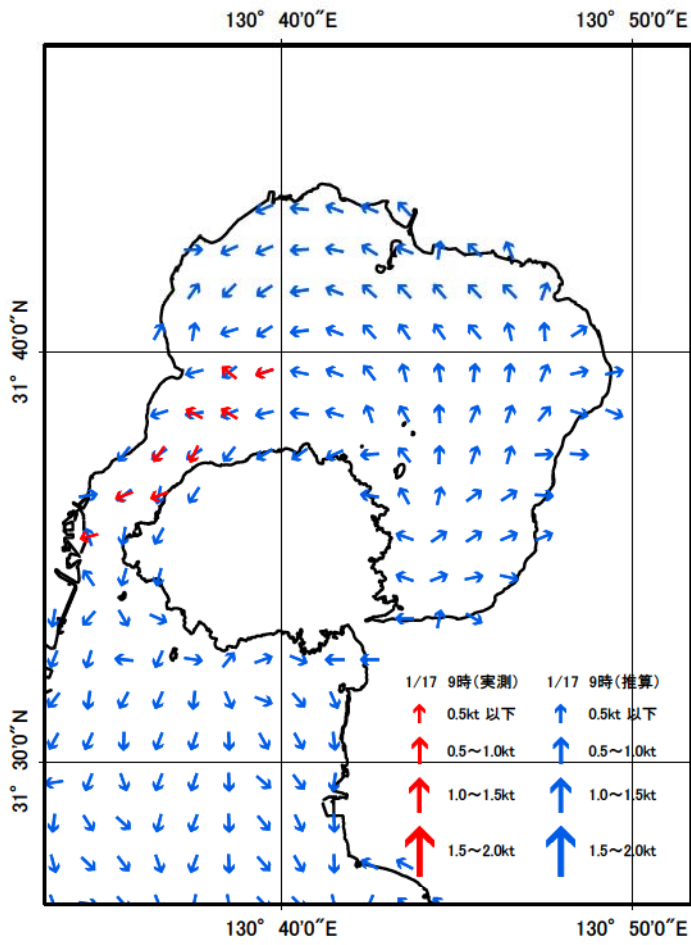 130° 40'0"E 130° 50'0"E
31° 40'0"N
1/17 9時(実測) 1/17 9時(推算)
0.5kt 以下 0.5kt 以下
0.5～1.0kt 0.5～1.0kt
31° 30'0"N
1.0～1.5kt 1.0～1.5kt
1.5～2.0kt 1.5～2.0kt
130° 40'0"E 130° 50'0"E